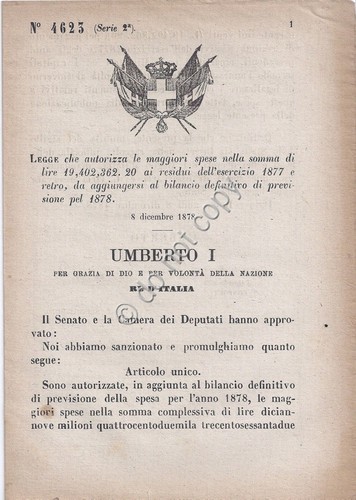 N° 4623 (Serie 2ª).
1
LEGGE che autorizza le maggiori spese nella somma di
lire 19,402,362. 20 ai residui dell'esercizio 1877 e
retro, da aggiungersi al bilancio definitivo di previ-
sione pel 1878.
8 dicembre 1878
UMBERTO I
PER GRAZIA DI DIO E PER VOLONTÀ DELLA NAZIONE
RE D'ITALIA
Il Senato e la Camera dei Deputati hanno appro-
vato:
Noi abbiamo sanzionato e promulghiamo quanto
segue:
Articolo unico.
Sono autorizzate, in aggiunta al bilancio definitivo
di previsione della spesa per l'anno 1878, le mag-
giori spese nella somma complessiva di lire dician-
nove milioni quattrocentoduemila trecentosessantadue
© do not copy